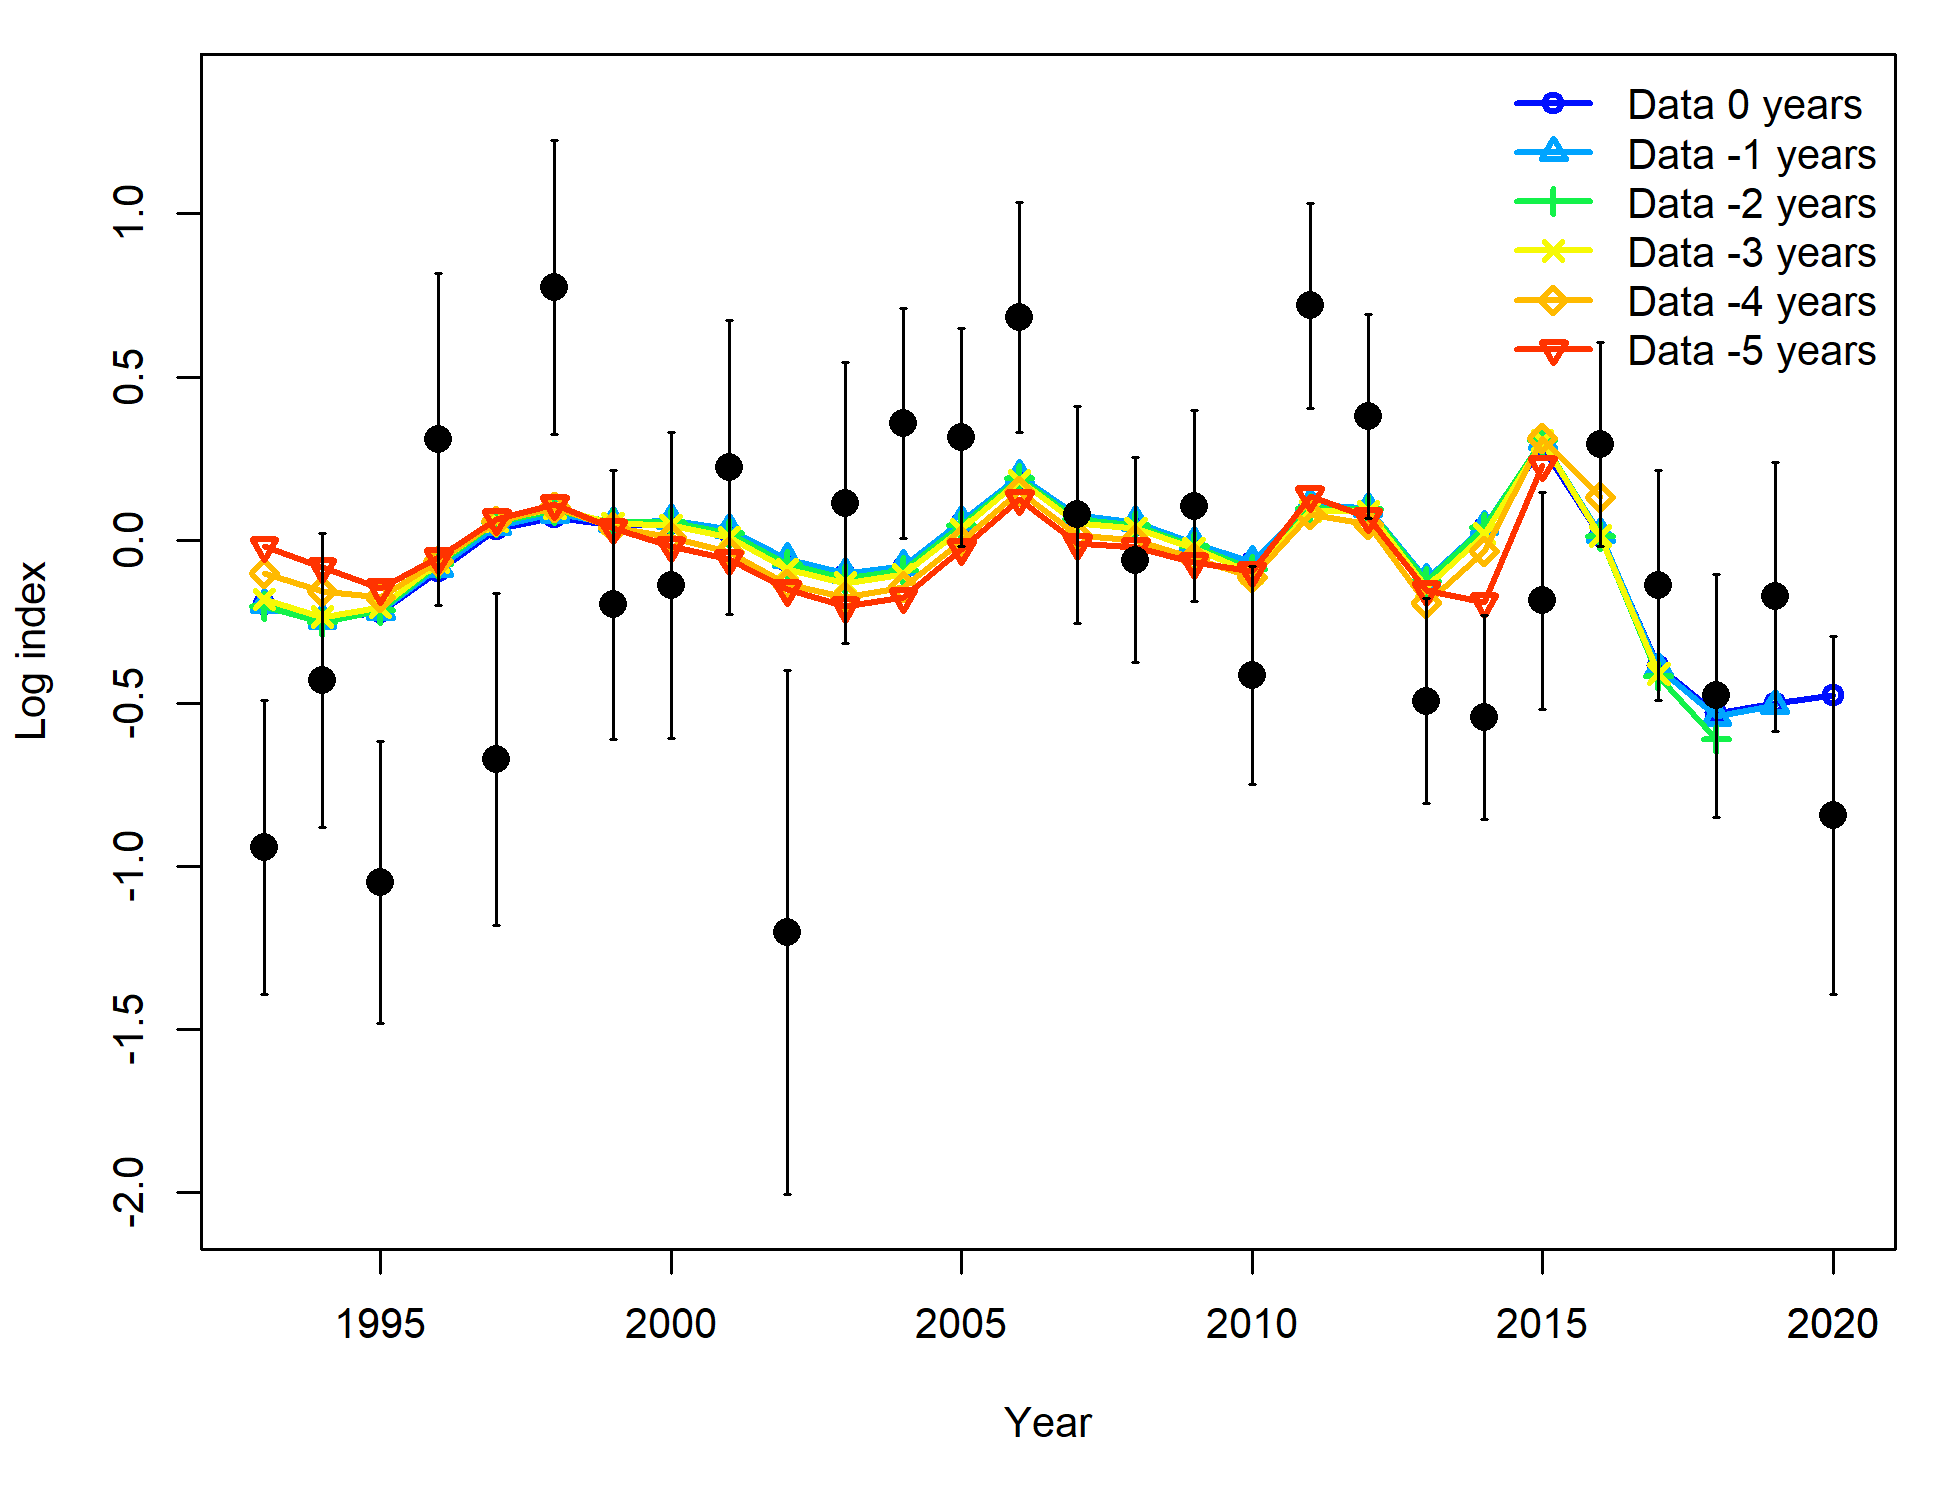 Data 0 years
Data -1 years
Data -2 years
Data -3 years
Data -4 years
Data -5 years
Log index
1.0
0.5
0.0
-0.5
-1.0
-1.5
-2.0
1995 2000 2005 2010 2015 2020
Year